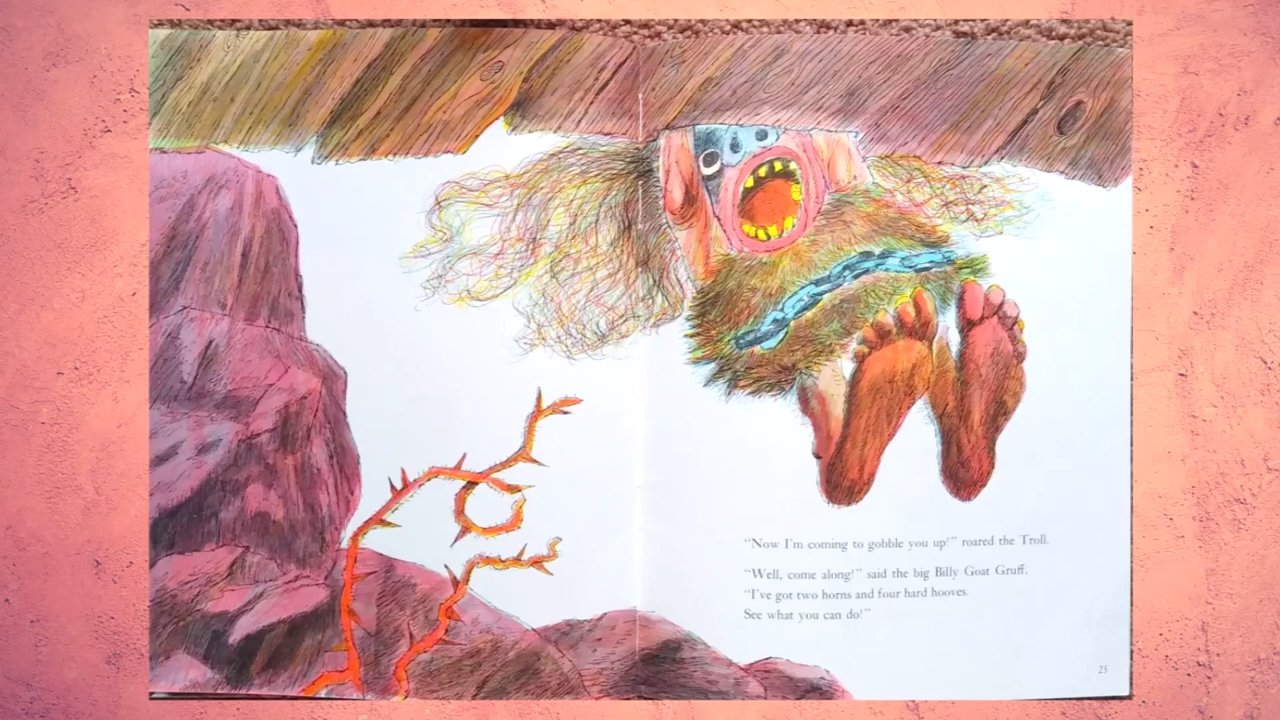 “Now I’m coming to gobble you up!” roared the Troll.
“Well, come along!” said the big Billy Goat Gruff.
“I’ve got two horns and four hard hooves.
See what you can do!”
25